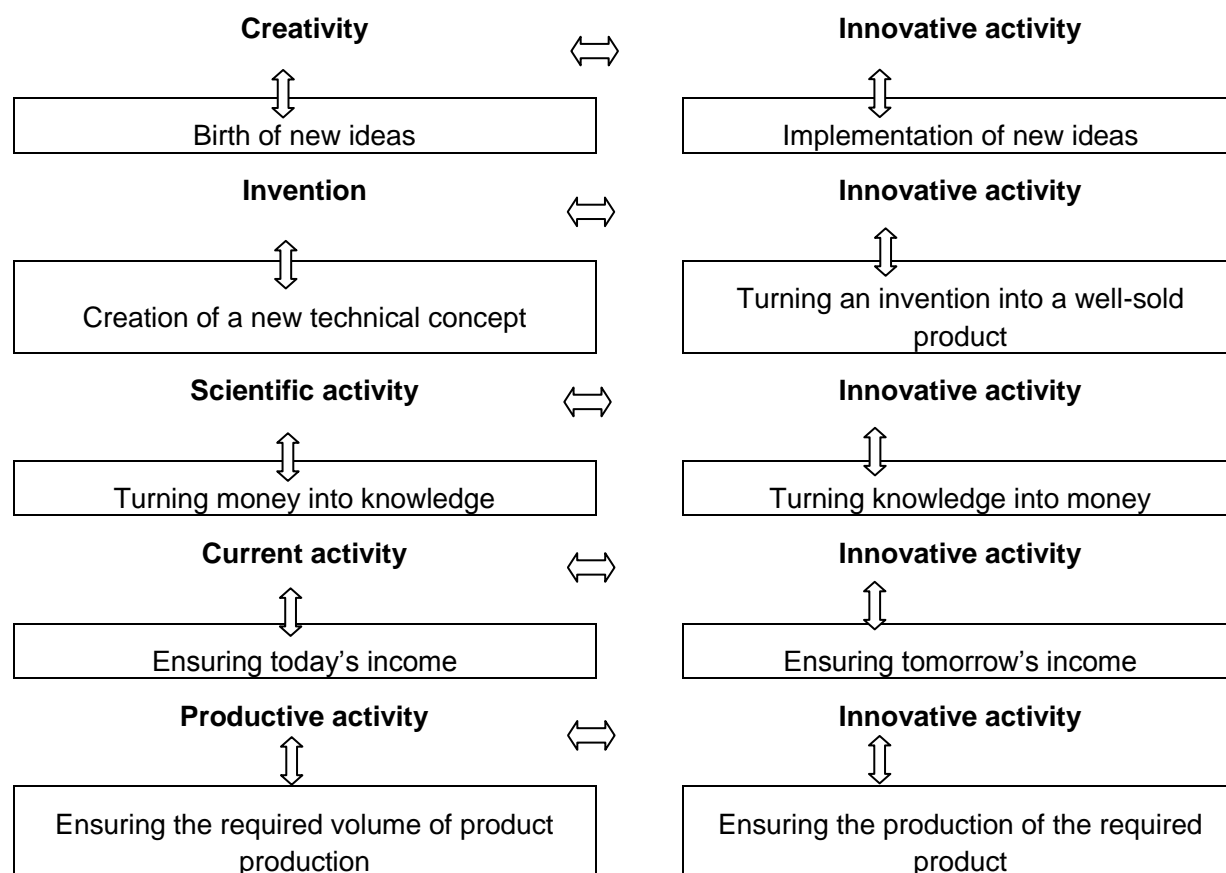 Creativity
Innovative activity
Birth of new ideas
Implementation of new ideas
Invention
Innovative activity
Creation of a new technical concept
Turning an invention into a well-sold
product
Scientific activity
Innovative activity
Turning money into knowledge
Turning knowledge into money
Current activity
Innovative activity
Ensuring today’s income
Ensuring tomorrow’s income
Productive activity
Innovative activity
Ensuring the required volume of product
production
Ensuring the production of the required
product